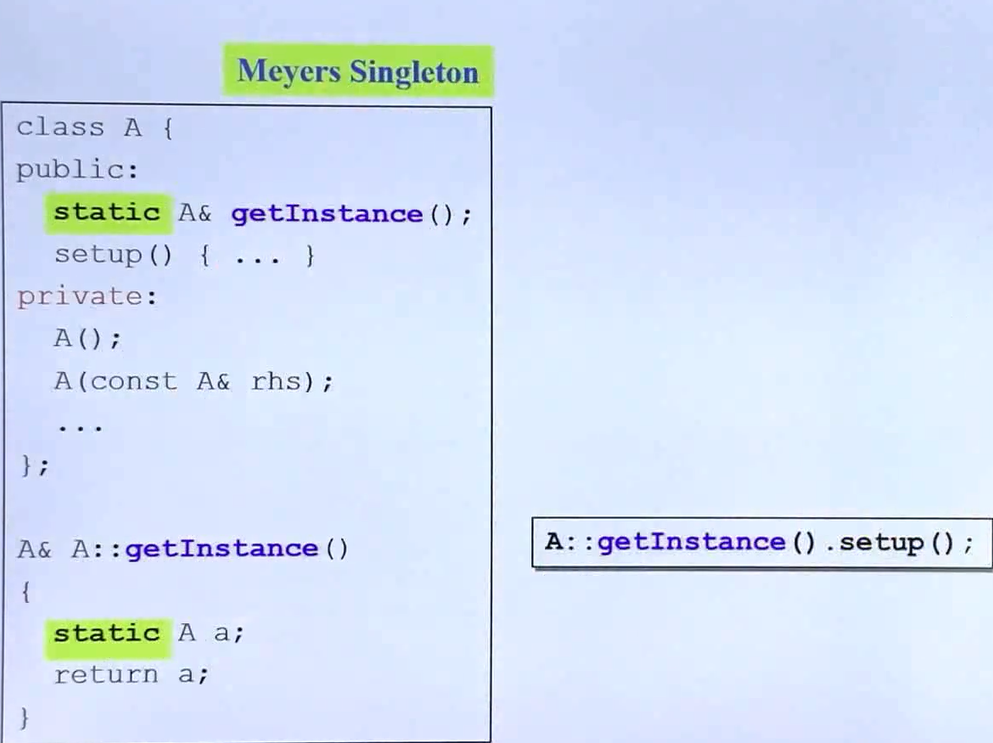 Meyers Singleton
class A {
public:
static A& getInstance();
setup() { ... }
private:
A();
A(const A& rhs);
...
};
A& A::getInstance()
{
static A a;
return a;
}
A::getInstance().setup();